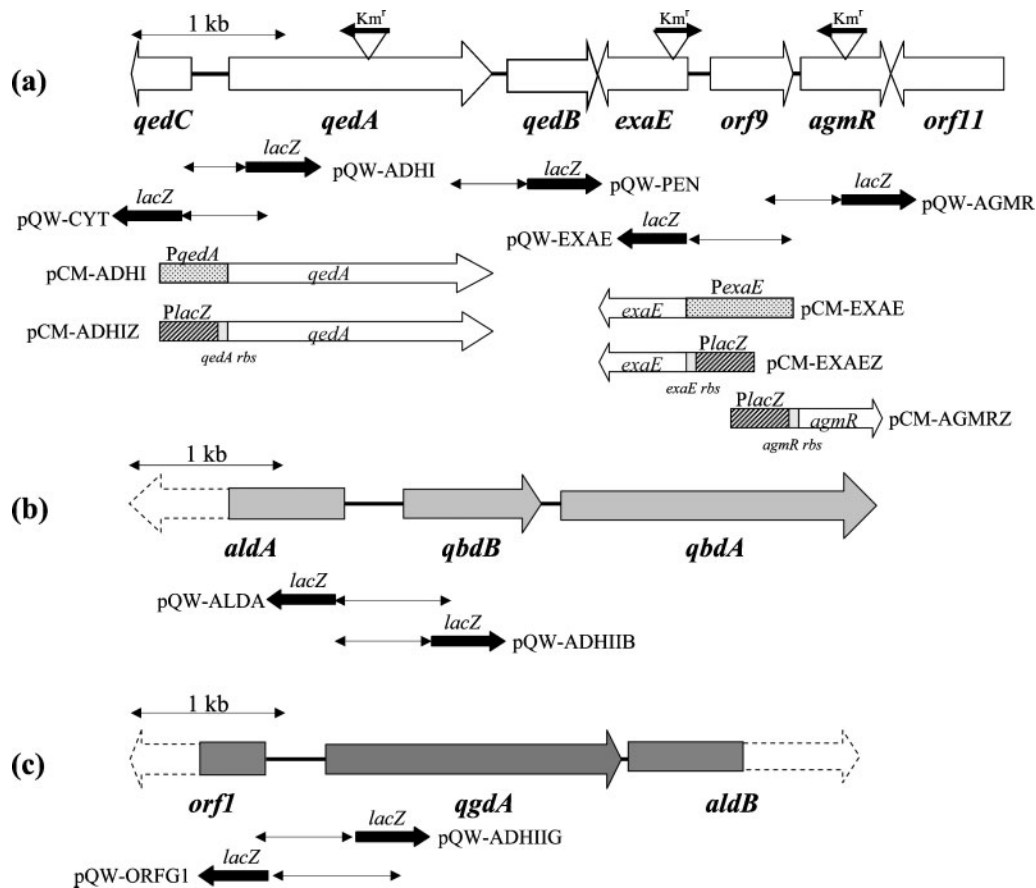 1 kb
Kmʳ Kmʳ Kmʳ
(a)
qedC qedA qedB exaE orf9 agmR orf11
lacZ pQW-ADHI
lacZ pQW-PEN
lacZ pQW-AGMR
pQW-CYT lacZ
pQW-EXAE lacZ
pCM-ADHI PqedA qedA
exaE PexaE pCM-EXAE
pCM-ADHIZ PlacZ qedA
qedA rbs
exaE PlacZ pCM-EXAEZ
exaE rbs
PlacZ agmR pCM-AGMRZ
agmR rbs
1 kb
(b)
aldA qbdB qbdA
pQW-ALDA lacZ
lacZ pQW-ADHIIB
1 kb
(c)
orf1 qgdA aldB
lacZ pQW-ADHIIG
pQW-ORFG1 lacZ